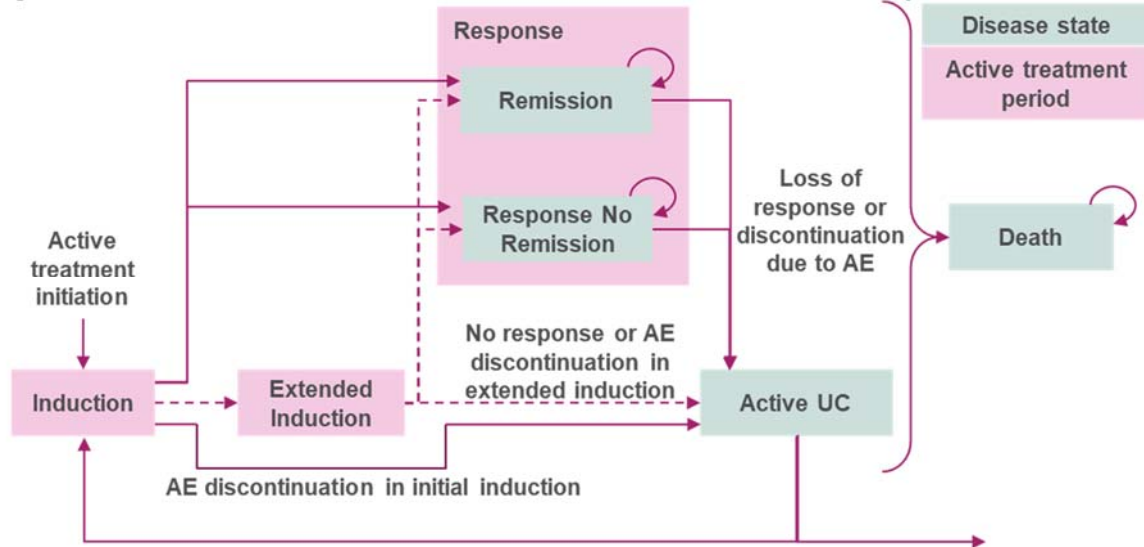 Response
Remission
Response No
Remission
Active
treatment
initiation
Induction
Extended
Induction
No response or AE
discontinuation in
extended induction
AE discontinuation in initial induction
Loss of
response or
discontinuation
due to AE
Active UC
Disease state
Active treatment
period
Death